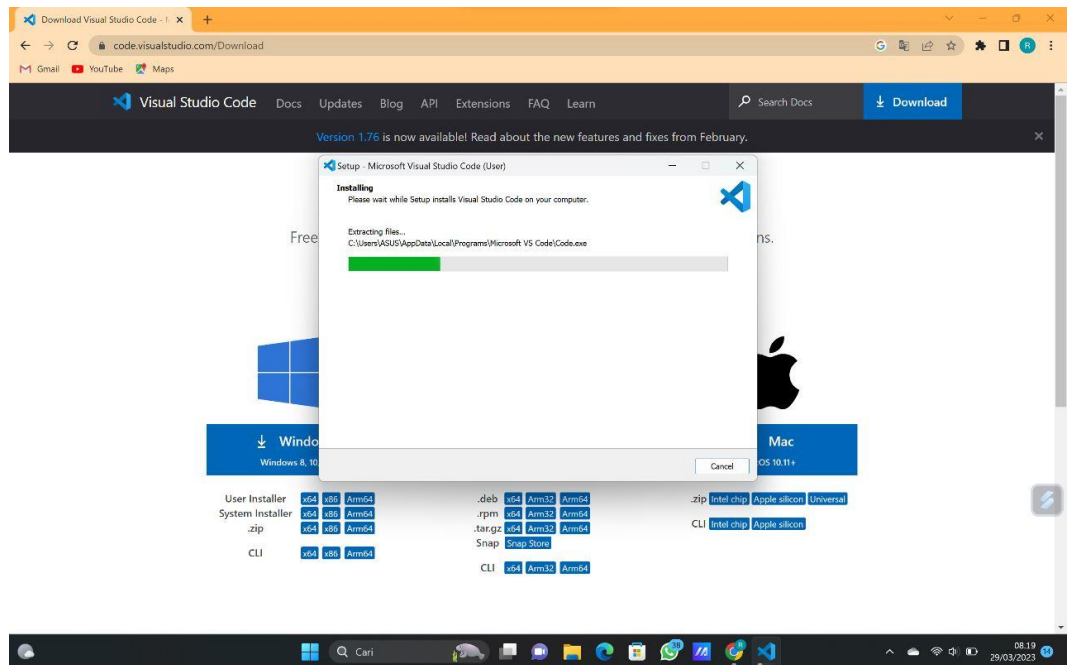 Download Visual Studio Code -
code.visualstudio.com/Download
Gmail YouTube Maps
Visual Studio Code Docs Updates Blog API Extensions FAQ Learn Search Docs Download
Version 1.76 is now available! Read about the new features and fixes from February.
Setup - Microsoft Visual Studio Code (User)
Installing
Please wait while Setup installs Visual Studio Code on your computer.
Free
ns.
Extracting files...
C:\Users\ASUS\AppData\Local\Programs\Microsoft VS Code\Code.exe
Windo
Windows 8, 10
Mac
OS 10.11+
Cancel
User Installer x64 x86 Arm64
System Installer x64 x86 Arm64
.zip x64 x86 Arm64
CLI x64 x86 Arm64
.deb x64 Arm32 Arm64
.rpm x64 Arm32 Arm64
.tar.gz x64 Arm32 Arm64
Snap Snap Store
CLI x64 Arm32 Arm64
.zip Intel chip Apple silicon Universal
CLI Intel chip Apple silicon
Cari
38
08.19
29/03/2023